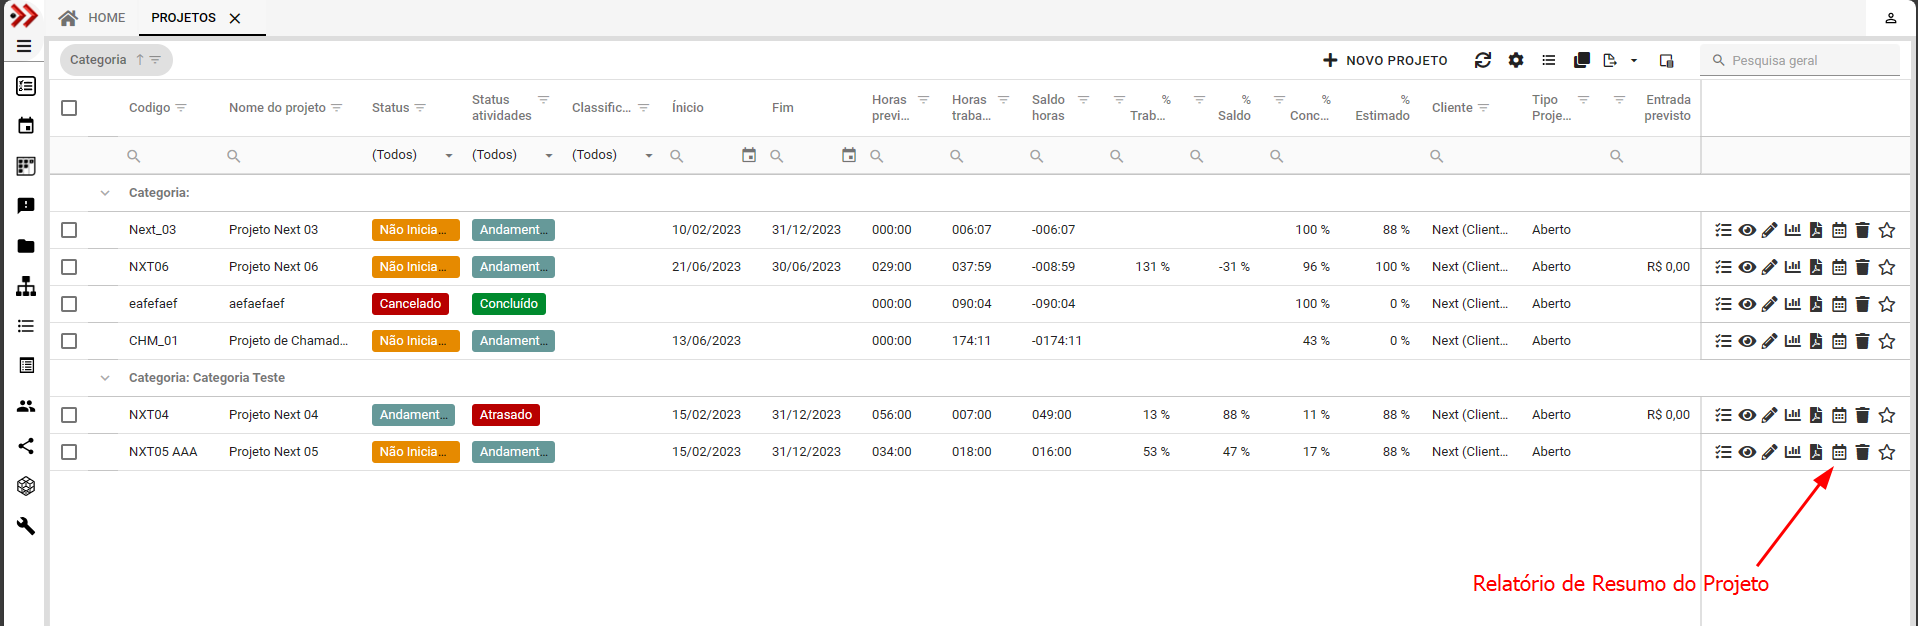 HOME PROJETOS
Categoria NOVO PROJETO Pesquisa geral
Codigo Nome do projeto Status Status atividades Classific... Ínicio Fim Horas previ... Horas traba... Saldo horas % Trab... % Saldo % Conc... % Estimado Cliente Tipo Proje... Entrada previsto
(Todos) (Todos) (Todos)
Categoria:
Next_03 Projeto Next 03 Não Inicia... Andament... 10/02/2023 31/12/2023 000:00 006:07 -006:07 100 % 88 % Next (Client... Aberto
NXT06 Projeto Next 06 Não Inicia... Andament... 21/06/2023 30/06/2023 029:00 037:59 -008:59 131 % -31 % 96 % 100 % Next (Client... Aberto R$ 0,00
eafefaef aefaefaef Cancelado Concluído 000:00 090:04 -090:04 100 % 0 % Next (Client... Aberto
CHM_01 Projeto de Chamad... Não Inicia... Andament... 13/06/2023 000:00 174:11 -0174:11 43 % 0 % Next (Client... Aberto
Categoria: Categoria Teste
NXT04 Projeto Next 04 Andament... Atrasado 15/02/2023 31/12/2023 056:00 007:00 049:00 13 % 88 % 11 % 88 % Next (Client... Aberto R$ 0,00
NXT05 AAA Projeto Next 05 Não Inicia... Andament... 15/02/2023 31/12/2023 034:00 018:00 016:00 53 % 47 % 17 % 88 % Next (Client... Aberto
Relatório de Resumo do Projeto